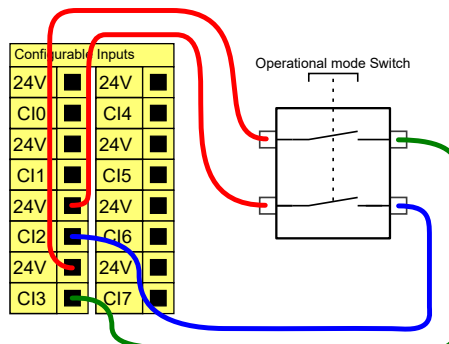 Configurable Inputs
Operational mode Switch
24V 24V
CI0 CI4
24V 24V
CI1 CI5
24V 24V
CI2 CI6
24V 24V
CI3 CI7